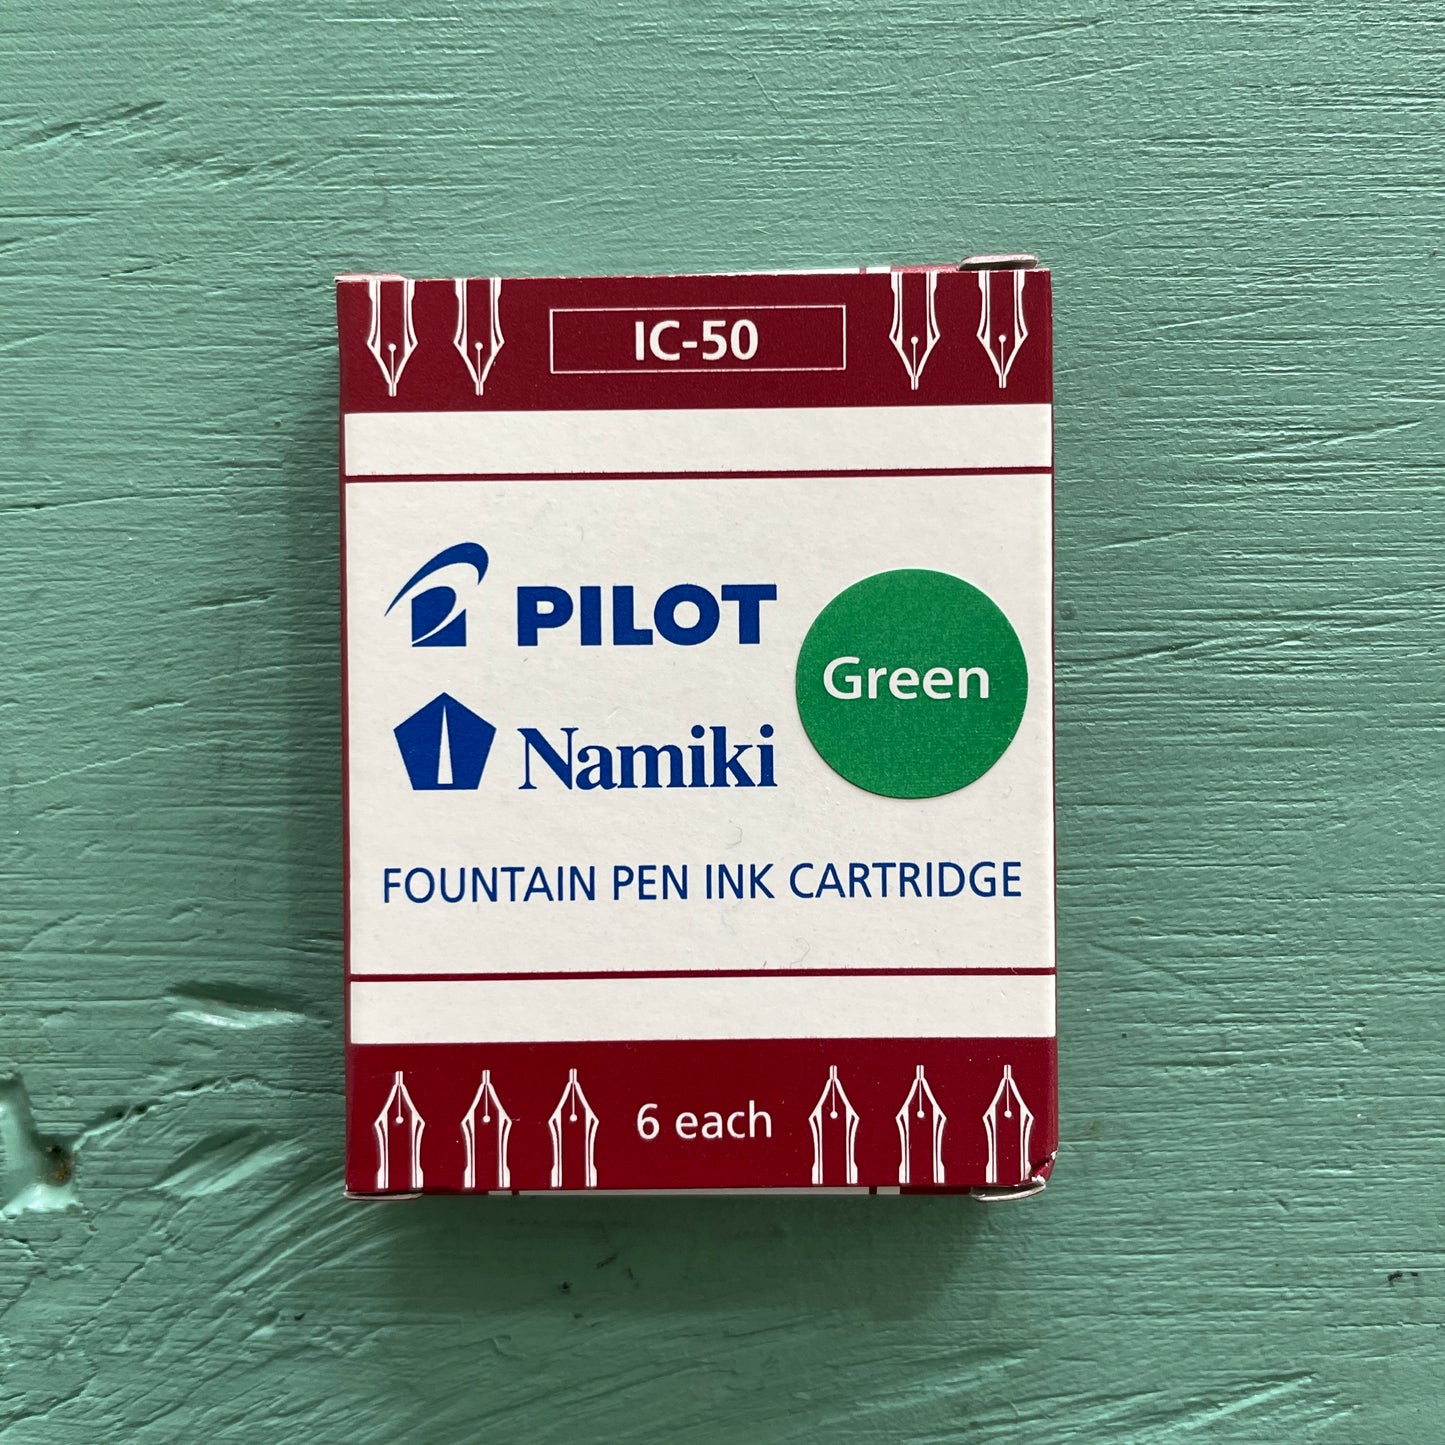 IC-50
PILOT
Green
Namiki
FOUNTAIN PEN INK CARTRIDGE
6 each